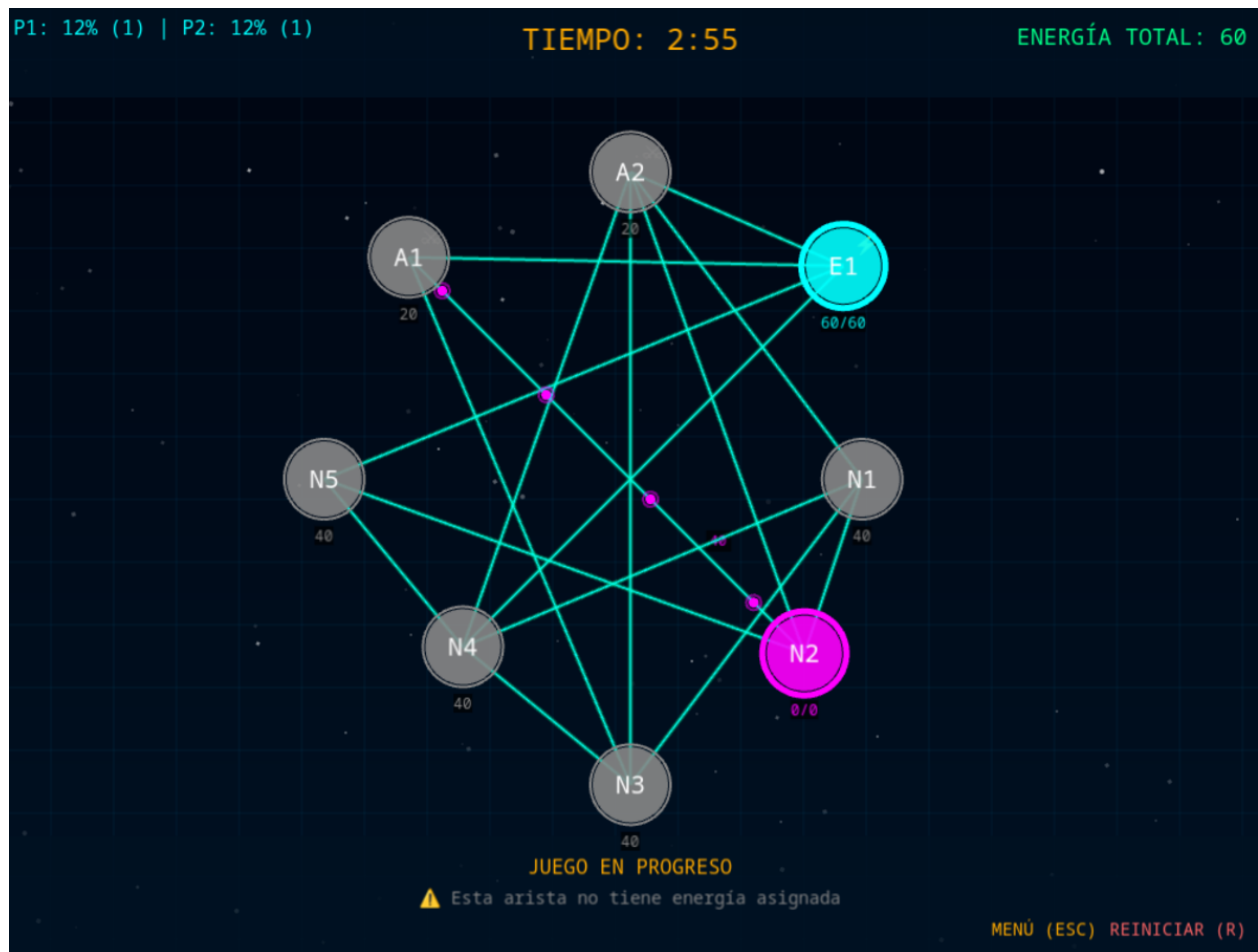 P1: 12% (1) | P2: 12% (1)
TIEMPO: 2:55
ENERGÍA TOTAL: 60
A2
20
A1
20
E1
60/60
N5
40
N1
40
40
N4
40
N2
0/0
N3
40
JUEGO EN PROGRESO
⚠️ Esta arista no tiene energía asignada
MENÚ (ESC) REINICIAR (R)